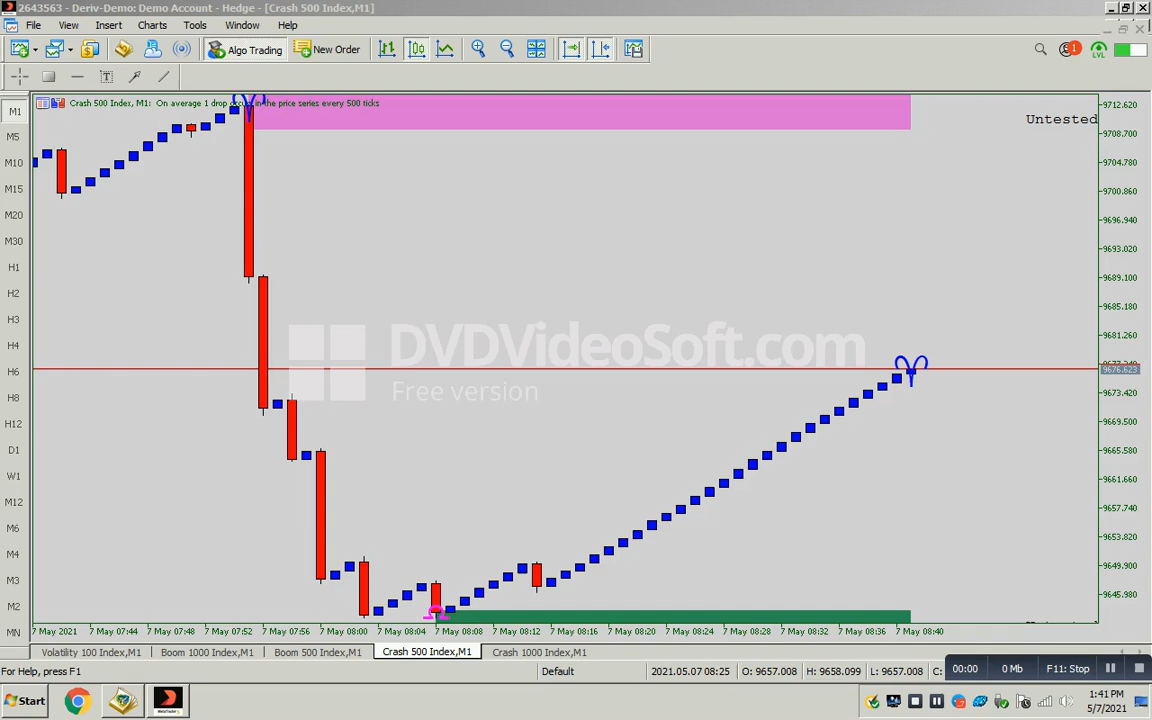 2643563 - Deriv-Demo: Demo Account - Hedge - [Crash 500 Index,M1]
File View Insert Charts Tools Window Help
Algo Trading New Order 1 LVL
T
M1
M5
M10
M15
M20
M30
H1
H2
H3
H4
H6
H8
H12
D1
W1
M12
M6
M4
M3
M2
MN
Crash 500 Index, M1: On average 1 drop occurs in the price series every 500 ticks
Untested
DVDVideoSoft.com
Free version
9712.620
9708.700
9704.780
9700.860
9696.940
9693.020
9689.100
9685.180
9681.260
9676.623
9673.420
9669.500
9665.580
9661.660
9657.740
9653.820
9649.900
9645.980
7 May 2021 7 May 07:44 7 May 07:48 7 May 07:52 7 May 07:56 7 May 08:00 7 May 08:04 7 May 08:08 7 May 08:12 7 May 08:16 7 May 08:20 7 May 08:24 7 May 08:28 7 May 08:32 7 May 08:36 7 May 08:40
Volatility 100 Index,M1 Boom 1000 Index,M1 Boom 500 Index,M1 Crash 500 Index,M1 Crash 1000 Index,M1
For Help, press F1 Default 2021.05.07 08:25 O: 9657.008 H: 9658.099 L: 9657.008 C: 00:00 0 Mb F11: Stop
Start 1:41 PM
5/7/2021